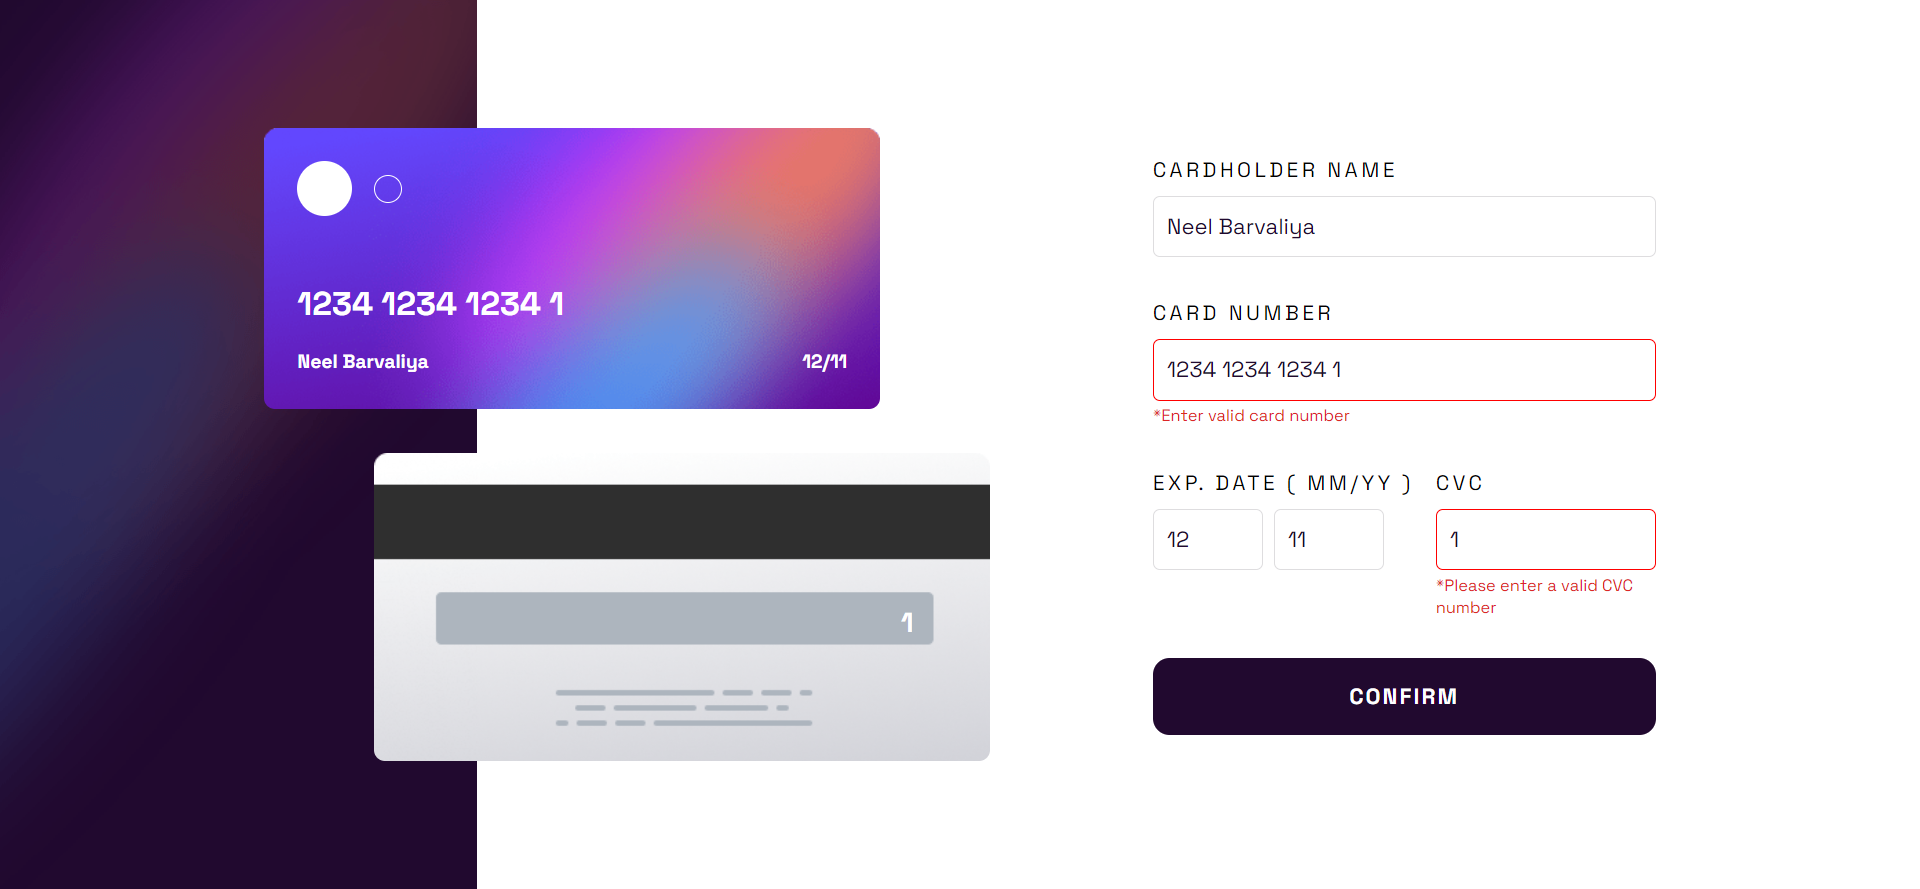 1234 1234 1234 1
Neel Barvaliya 12/11
1
CARDHOLDER NAME
Neel Barvaliya
CARD NUMBER
1234 1234 1234 1
*Enter valid card number
EXP. DATE ( MM/YY ) CVC
12 11 1
*Please enter a valid CVC
number
CONFIRM